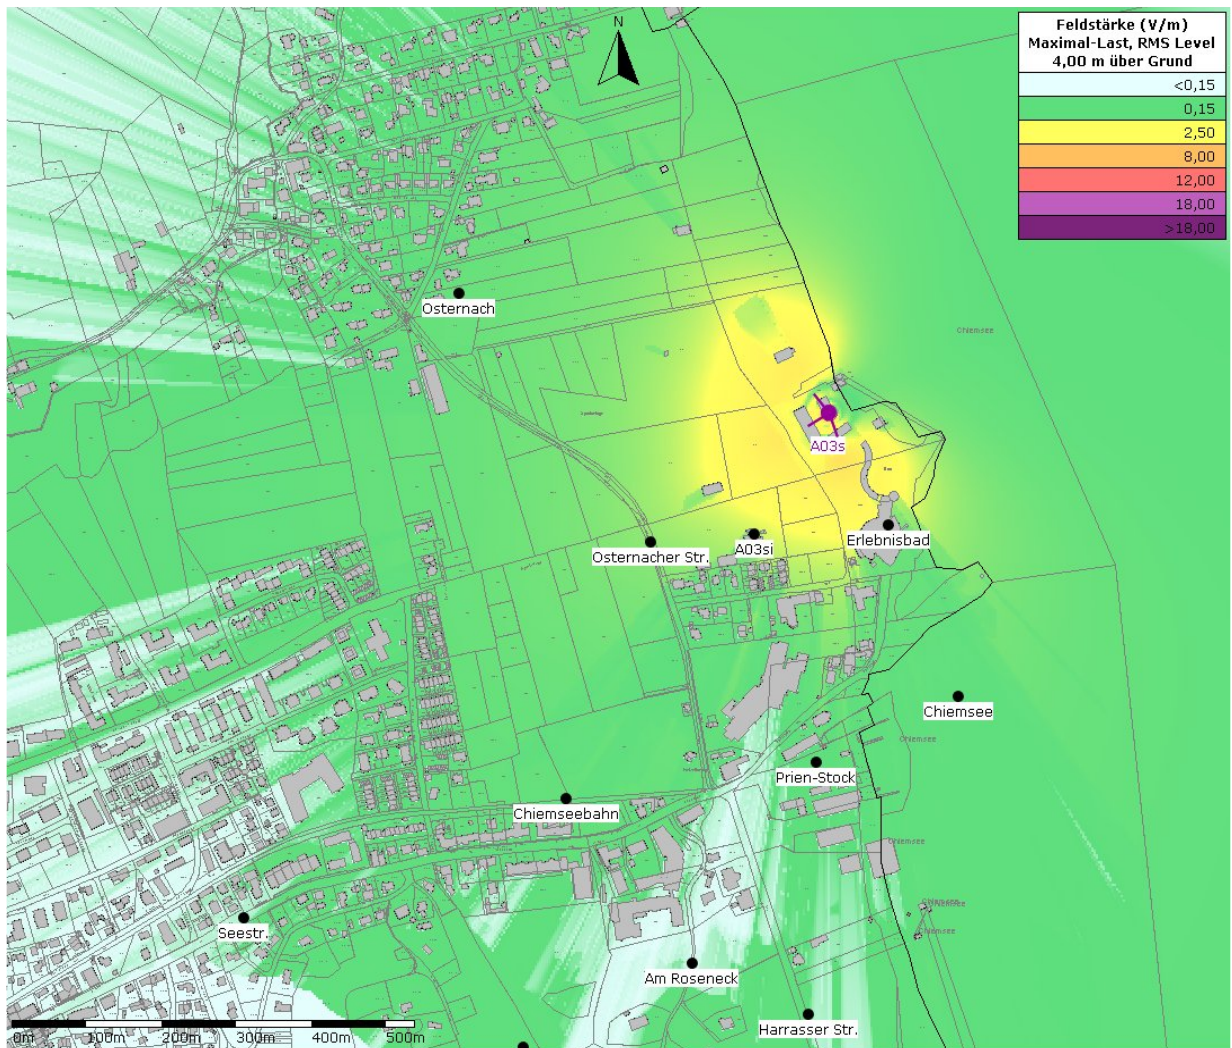 N
Feldstärke (V/m)
Maximal-Last, RMS Level
4,00 m über Grund
<0,15
0,15
2,50
8,00
12,00
18,00
>18,00
Osternach
Chiemsee
A03s
Osternacher Str.
A03si
Erlebnisbad
Chiemsee
Chiemsee
Prien-Stock
Chiemseebahn
Chiemsee
Chiemsee
Seestr.
Chiemsee
Am Roseneck
Harrasser Str.
0m
100m
200m
300m
400m
500m